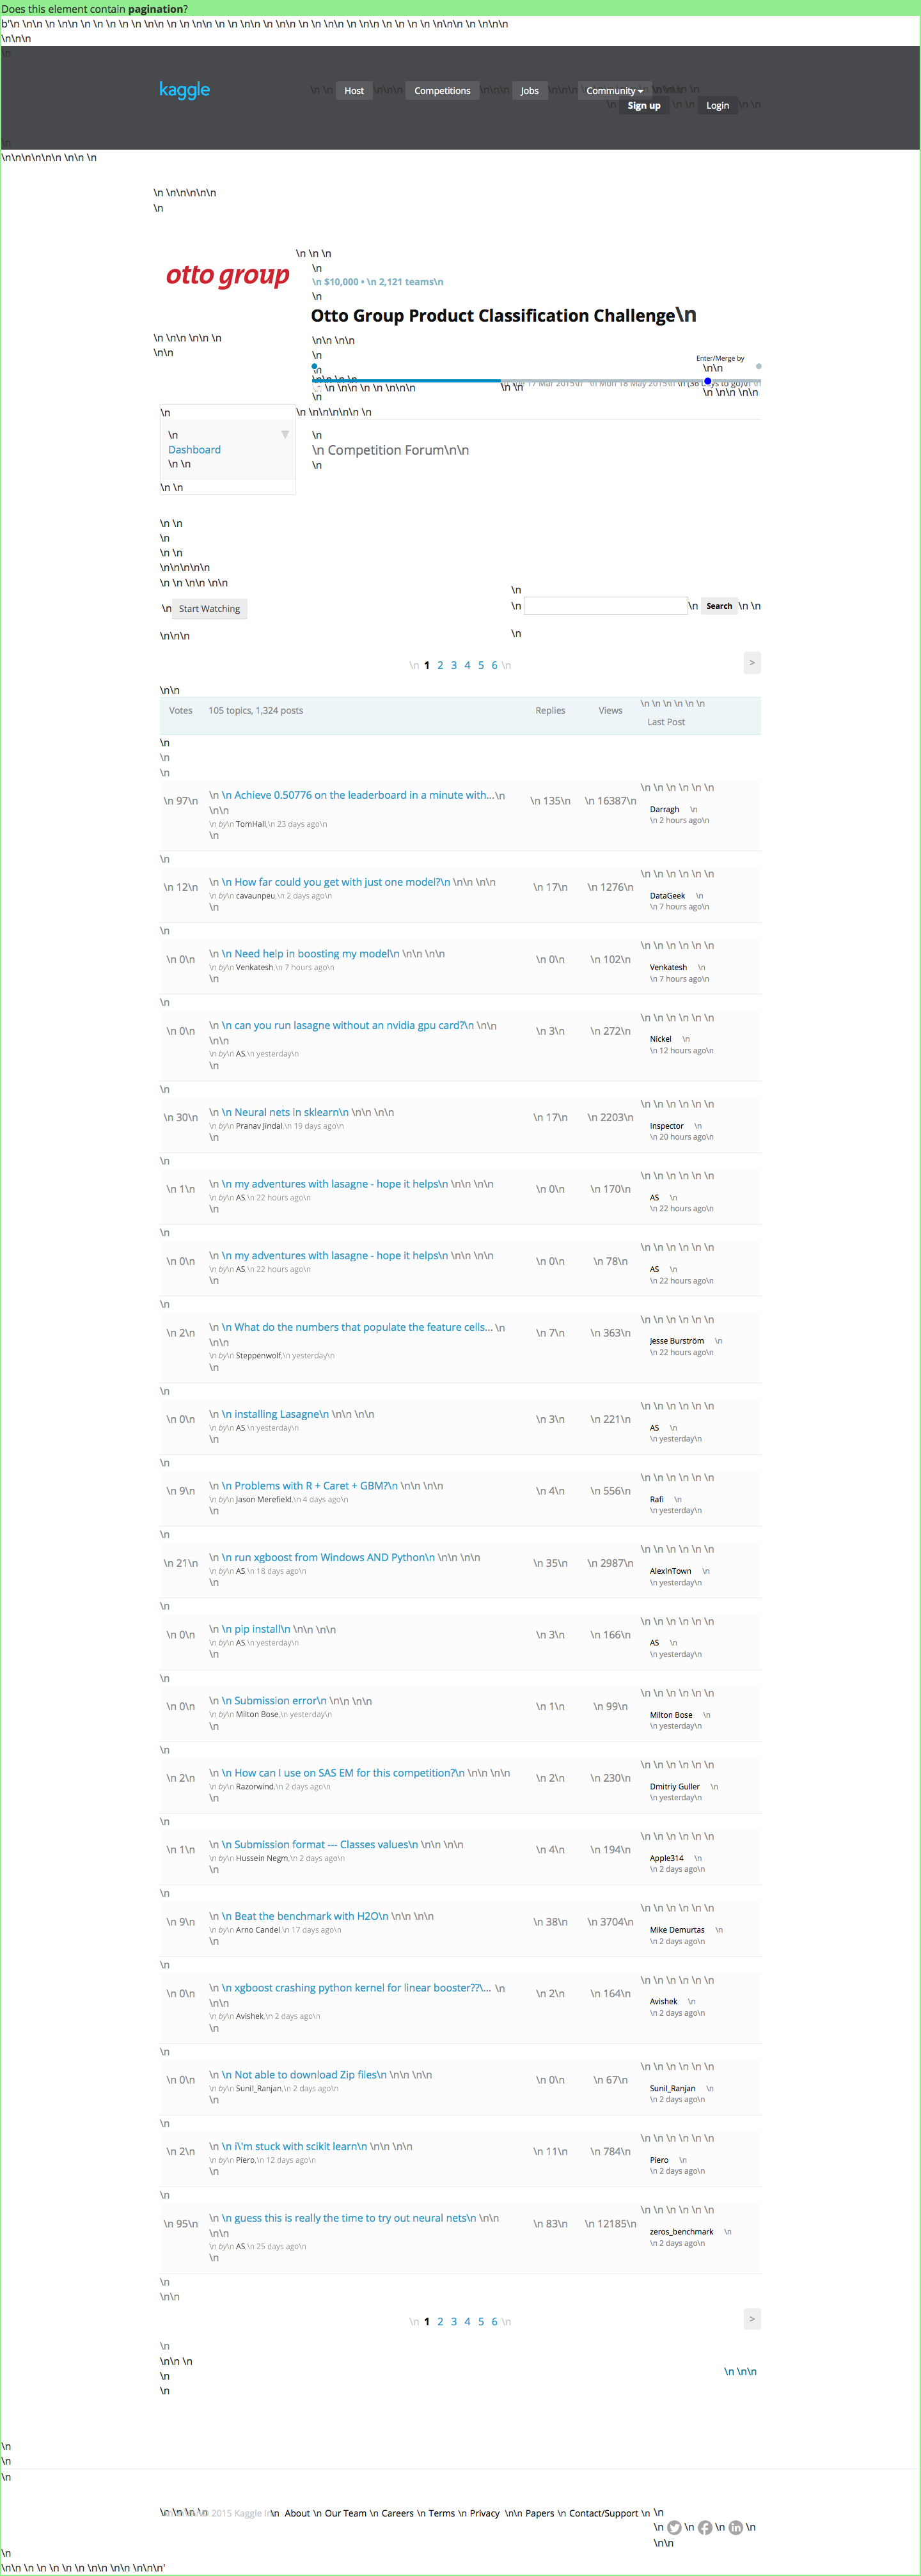 Does this element contain pagination?
b'\n \n\n \n \n\n \n \n \n \n \n \n\n \n \n \n\n \n \n \n\n \n \n\n \n \n \n\n \n \n \n \n\n\n \n \n\n\n
\n\n\n
\n
kaggle
\n \n Host \n\n\n Competitions \n\n\n Jobs \n\n\n Community
\n Sign up \n \n Login \n \n
\n
\n\n\n\n\n\n \n\n \n
\n \n\n\n\n\n
\n
otto group
\n \n \n
\n
\n $10,000 • \n 2,121 teams\n
\n
Otto Group Product Classification Challenge\n
\n \n\n \n\n \n
\n\n
\n\n \n\n
\n
Enter/Merge by
\n\n
\n
17 Mar 2015\n \n Mon 18 May 2015\n \n (36 Days to go)\n
\n \n\n \n \n \n\n\n
\n \n
\n \n\n \n\n
\n
\n
\n \n\n\n\n\n\n \n
\n
Dashboard
\n \n
\n \n
\n
\n Competition Forum\n\n
\n
\n \n
\n
\n \n
\n\n\n\n\n
\n \n \n\n \n\n
\n Start Watching
\n
\n \n Search \n \n
\n
\n\n\n
\n 1 2 3 4 5 6 \n
>
\n\n
Votes 105 topics, 1,324 posts Replies Views \n \n \n \n \n \n
Last Post
\n
\n
\n
\n 97\n \n \n Achieve 0.50776 on the leaderboard in a minute with...\n \n 135\n \n 16387\n \n \n \n \n \n \n
\n\n
\n by\n TomHall,\n 23 days ago\n
\n
Darragh \n
\n 2 hours ago\n
\n
\n 12\n \n \n How far could you get with just one model?\n \n\n \n\n \n 17\n \n 1276\n \n \n \n \n \n \n
\n by\n cavaunpeu,\n 2 days ago\n
\n
DataGeek \n
\n 7 hours ago\n
\n
\n 0\n \n \n Need help in boosting my model\n \n\n \n\n \n 0\n \n 102\n \n \n \n \n \n \n
\n by\n Venkatesh,\n 7 hours ago\n
\n
Venkatesh \n
\n 7 hours ago\n
\n
\n 0\n \n \n can you run lasagne without an nvidia gpu card?\n \n\n \n 3\n \n 272\n \n \n \n \n \n \n
\n\n
\n by\n AS,\n yesterday\n
\n
Nickel \n
\n 12 hours ago\n
\n
\n 30\n \n \n Neural nets in sklearn\n \n\n \n\n \n 17\n \n 2203\n \n \n \n \n \n \n
\n by\n Pranav Jindal,\n 19 days ago\n
\n
Inspector \n
\n 20 hours ago\n
\n
\n 1\n \n \n my adventures with lasagne - hope it helps\n \n\n \n\n \n 0\n \n 170\n \n \n \n \n \n \n
\n by\n AS,\n 22 hours ago\n
\n
AS \n
\n 22 hours ago\n
\n
\n 0\n \n \n my adventures with lasagne - hope it helps\n \n\n \n\n \n 0\n \n 78\n \n \n \n \n \n \n
\n by\n AS,\n 22 hours ago\n
\n
AS \n
\n 22 hours ago\n
\n
\n 2\n \n \n What do the numbers that populate the feature cells...\n \n 7\n \n 363\n \n \n \n \n \n \n
\n\n
\n by\n Steppenwolf,\n yesterday\n
\n
Jesse Burström \n
\n 22 hours ago\n
\n
\n 0\n \n \n installing Lasagne\n \n\n \n\n \n 3\n \n 221\n \n \n \n \n \n \n
\n by\n AS,\n yesterday\n
\n
AS \n
\n yesterday\n
\n
\n 9\n \n \n Problems with R + Caret + GBM?\n \n\n \n\n \n 4\n \n 556\n \n \n \n \n \n \n
\n by\n Jason Merefield,\n 4 days ago\n
\n
Rafi \n
\n yesterday\n
\n
\n 21\n \n \n run xgboost from Windows AND Python\n \n\n \n\n \n 35\n \n 2987\n \n \n \n \n \n \n
\n by\n AS,\n 18 days ago\n
\n
AlexInTown \n
\n yesterday\n
\n
\n 0\n \n \n pip install\n \n\n \n\n \n 3\n \n 166\n \n \n \n \n \n \n
\n by\n AS,\n yesterday\n
\n
AS \n
\n yesterday\n
\n
\n 0\n \n \n Submission error\n \n\n \n\n \n 1\n \n 99\n \n \n \n \n \n \n
\n by\n Milton Bose,\n yesterday\n
\n
Milton Bose \n
\n yesterday\n
\n
\n 2\n \n \n How can I use on SAS EM for this competition?\n \n\n \n\n \n 2\n \n 230\n \n \n \n \n \n \n
\n by\n Razorwind,\n 2 days ago\n
\n
Dmitriy Guller \n
\n yesterday\n
\n
\n 1\n \n \n Submission format --- Classes values\n \n\n \n\n \n 4\n \n 194\n \n \n \n \n \n \n
\n by\n Hussein Negm,\n 2 days ago\n
\n
Apple314 \n
\n 2 days ago\n
\n
\n 9\n \n \n Beat the benchmark with H2O\n \n\n \n\n \n 38\n \n 3704\n \n \n \n \n \n \n
\n by\n Arno Candel,\n 17 days ago\n
\n
Mike Demurtas \n
\n 2 days ago\n
\n
\n 0\n \n \n xgboost crashing python kernel for linear booster??\... \n \n 2\n \n 164\n \n \n \n \n \n \n
\n\n
\n by\n Avishek,\n 2 days ago\n
\n
Avishek \n
\n 2 days ago\n
\n
\n 0\n \n \n Not able to download Zip files\n \n\n \n\n \n 0\n \n 67\n \n \n \n \n \n \n
\n by\n Sunil_Ranjan,\n 2 days ago\n
\n
Sunil_Ranjan \n
\n 2 days ago\n
\n
\n 2\n \n \n i\'m stuck with scikit learn\n \n\n \n\n \n 11\n \n 784\n \n \n \n \n \n \n
\n by\n Piero,\n 12 days ago\n
\n
Piero \n
\n 2 days ago\n
\n
\n 95\n \n \n guess this is really the time to try out neural nets\n \n\n \n 83\n \n 12185\n \n \n \n \n \n \n
\n\n
\n by\n AS,\n 25 days ago\n
\n
zeros_benchmark \n
\n 2 days ago\n
\n
\n\n
\n 1 2 3 4 5 6 \n
>
\n
\n\n \n
\n \n\n
\n
\n
\n
\n
\n
© 2015 Kaggle In \n About \n Our Team \n Careers \n Terms \n Privacy \n\n Papers \n Contact/Support \n \n
\n \n \n \n
\n\n
\n
\n\n \n \n \n \n \n \n\n \n\n \n\n\n'